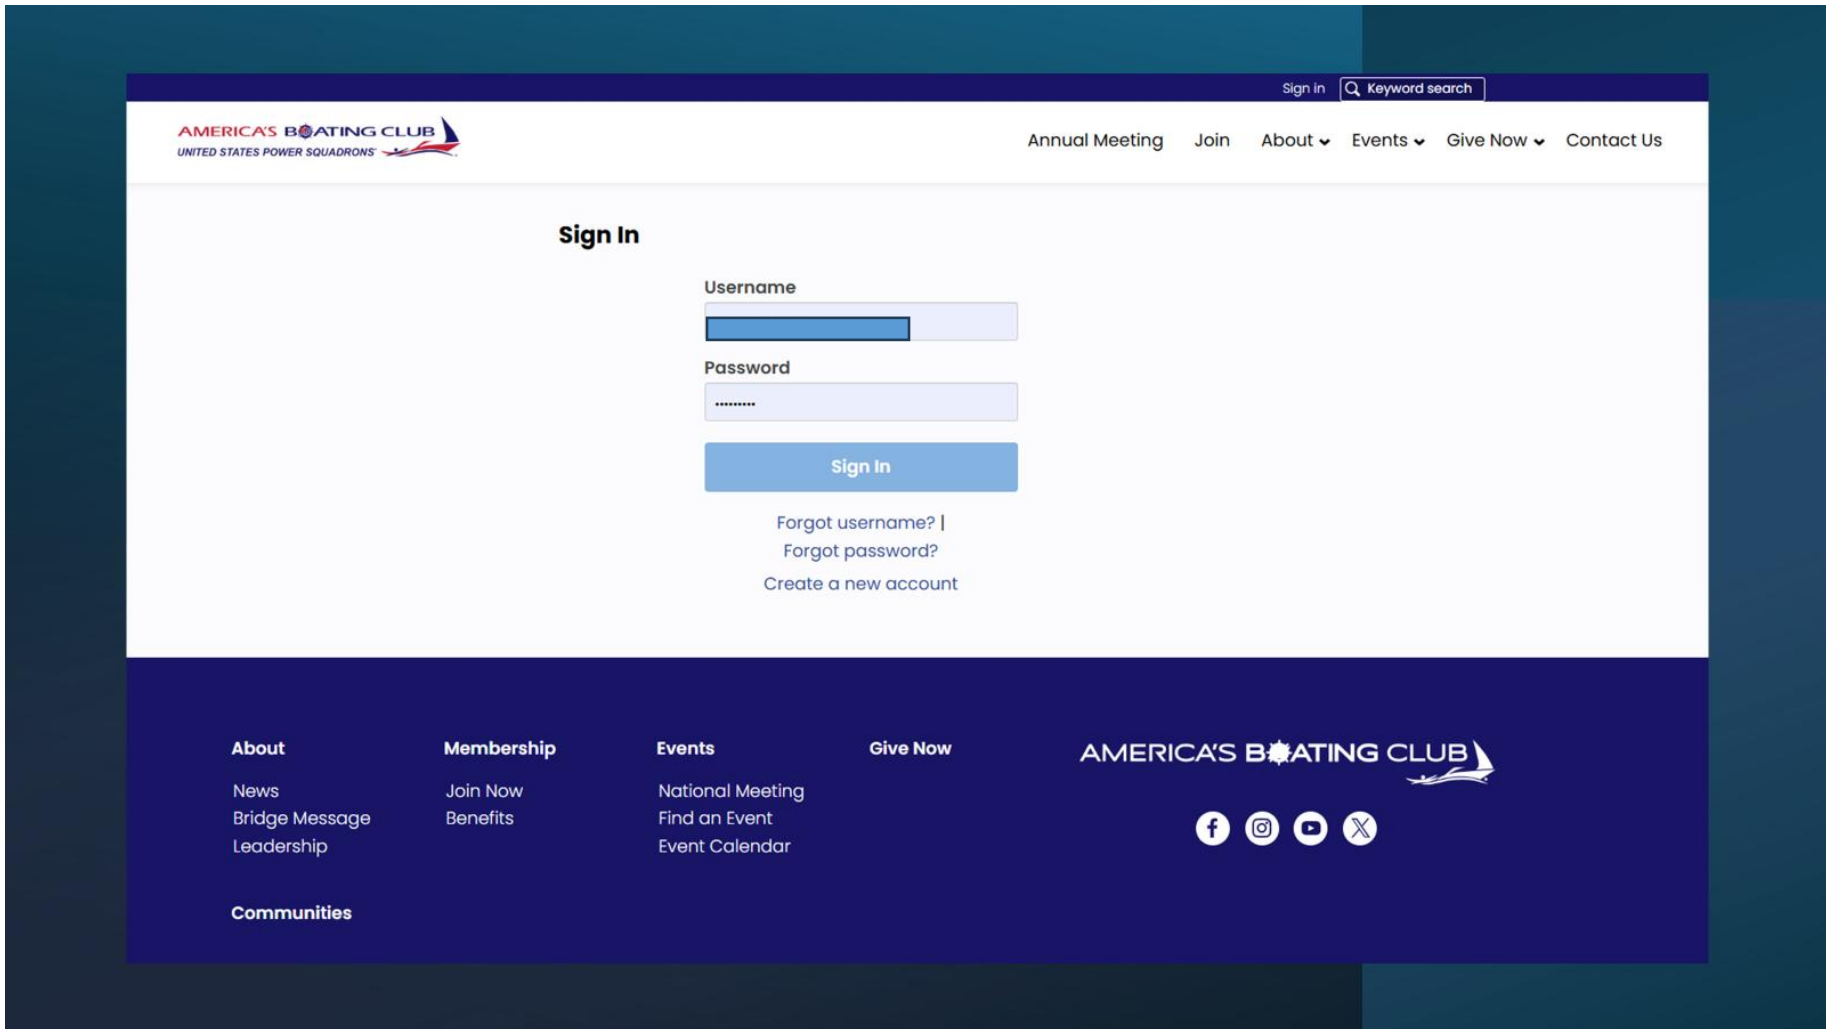 Sign in
Keyword search
AMERICA'S BOATING CLUB
UNITED STATES POWER SQUADRONS
Annual Meeting Join About Events Give Now Contact Us
Sign In
Username
Password
Sign In
Forgot username? |
Forgot password?
Create a new account
About
News
Bridge Message
Leadership
Membership
Join Now
Benefits
Events
National Meeting
Find an Event
Event Calendar
Give Now
Communities
AMERICA'S BOATING CLUB